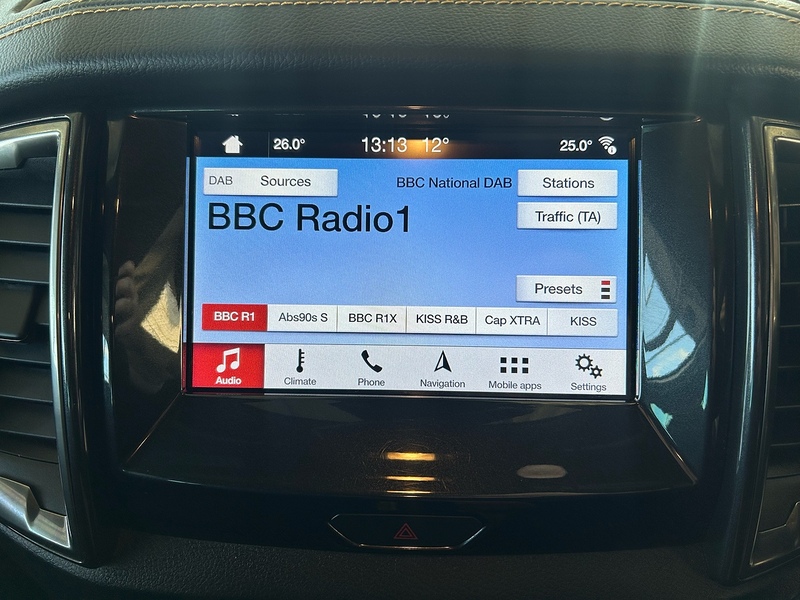 26.0° 13:13 12° 25.0°
DAB Sources BBC National DAB Stations
BBC Radio1 Traffic (TA)
Presets
BBC R1 Abs90s S BBC R1X KISS R&B Cap XTRA KISS
Audio Climate Phone Navigation Mobile apps Settings